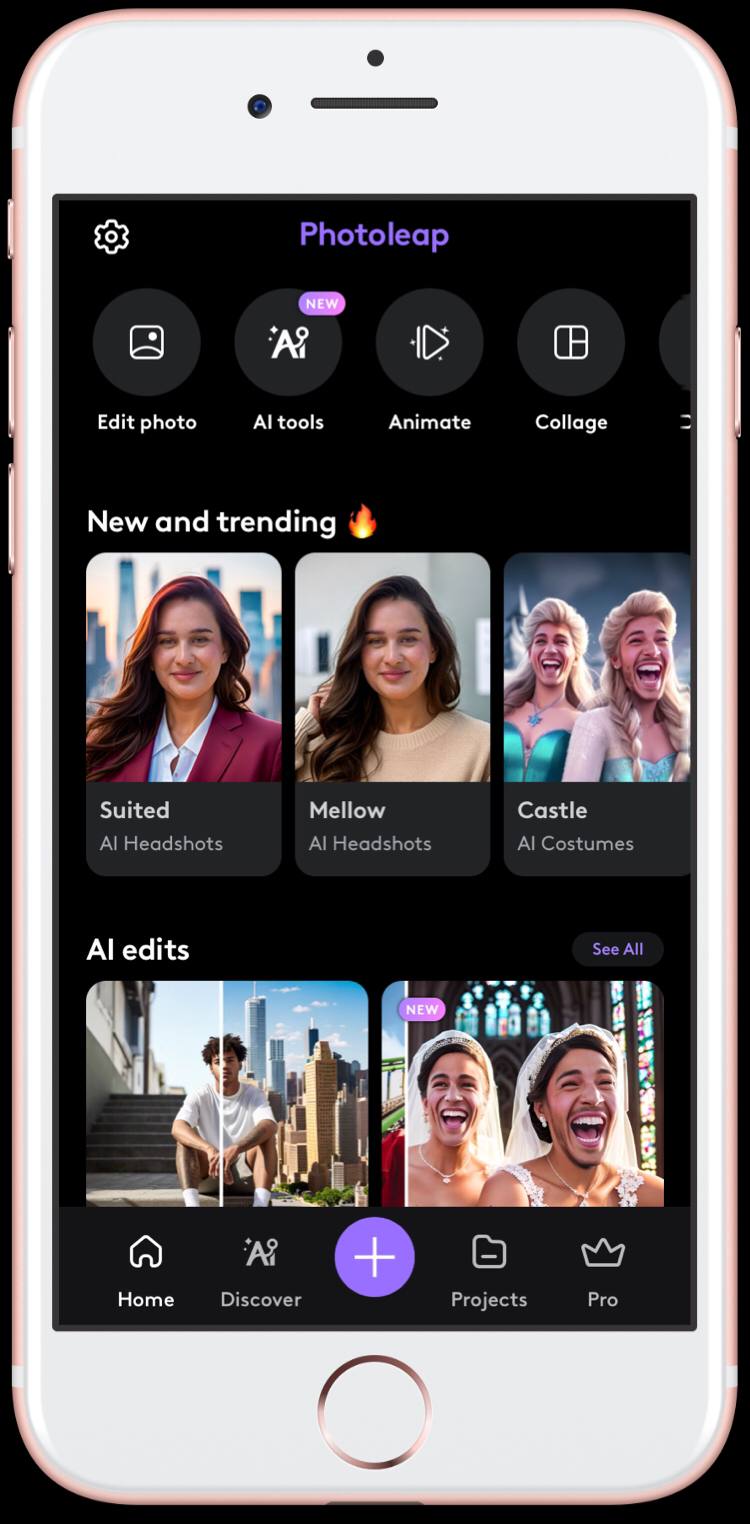 Photoleap
NEW
Edit photo
AI tools
Animate
Collage
New and trending 🔥
Suited
AI Headshots
Mellow
AI Headshots
Castle
AI Costumes
AI edits
See All
NEW
Home
Discover
Projects
Pro